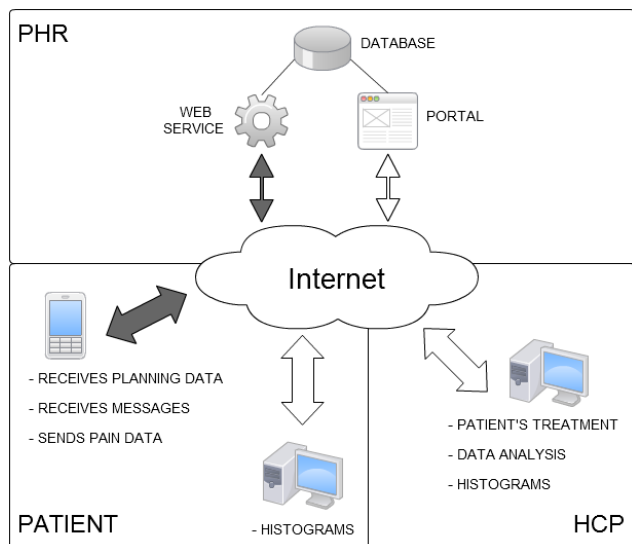 PHR
DATABASE
WEB
SERVICE
PORTAL
Internet
- RECEIVES PLANNING DATA
- RECEIVES MESSAGES
- SENDS PAIN DATA
- HISTOGRAMS
PATIENT
- PATIENT'S TREATMENT
- DATA ANALYSIS
- HISTOGRAMS
HCP